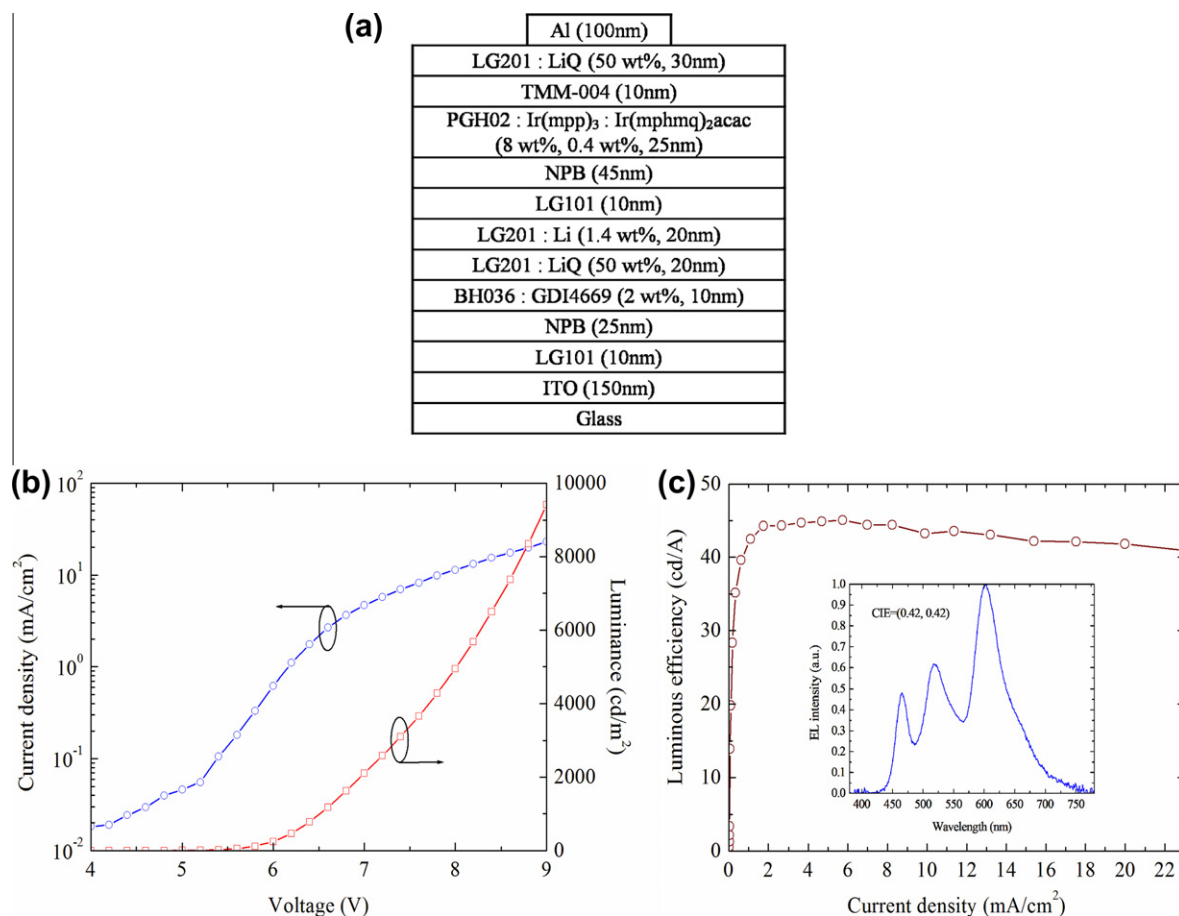 (a)
Al (100nm)
LG201 : LiQ (50 wt%, 30nm)
TMM-004 (10nm)
PGH02 : Ir(mpp)₃ : Ir(mphmq)₂acac
(8 wt%, 0.4 wt%, 25nm)
NPB (45nm)
LG101 (10nm)
LG201 : Li (1.4 wt%, 20nm)
LG201 : LiQ (50 wt%, 20nm)
BH036 : GDI4669 (2 wt%, 10nm)
NPB (25nm)
LG101 (10nm)
ITO (150nm)
Glass
(b)
Current density (mA/cm²)
10²
10¹
10⁰
10⁻¹
10⁻²
4 5 6 7 8 9
Voltage (V)
10000
8000
6000
4000
2000
0
Luminance (cd/m²)
(c)
Luminous efficiency (cd/A)
50
40
30
20
10
0
0 2 4 6 8 10 12 14 16 18 20 22
Current density (mA/cm²)
CIE=(0.42, 0.42)
EL intensity (a.u.)
1.0
0.9
0.8
0.7
0.6
0.5
0.4
0.3
0.2
0.1
0.0
400 450 500 550 600 650 700 750
Wavelength (nm)